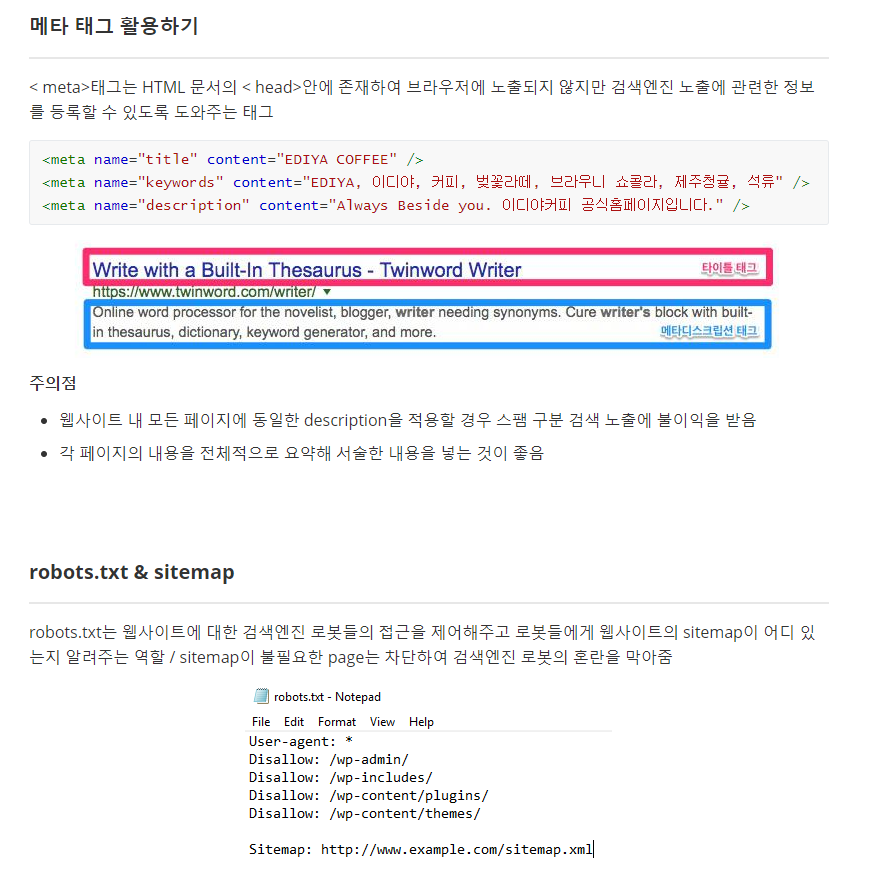 메타 태그 활용하기
< meta>태그는 HTML 문서의 < head>안에 존재하여 브라우저에 노출되지 않지만 검색엔진 노출에 관련한 정보
를 등록할 수 있도록 도와주는 태그
<meta name="title" content="EDIYA COFFEE" />
<meta name="keywords" content="EDIYA, 이디야, 커피, 벚꽃라떼, 브라우니 쇼콜라, 제주청귤, 석류" />
<meta name="description" content="Always Beside you. 이디야커피 공식홈페이지입니다." />
Write with a Built-In Thesaurus - Twinword Writer 타이틀 태그
https://www.twinword.com/writer/ ▼
Online word processor for the novelist, blogger, writer needing synonyms. Cure writer's block with built-
in thesaurus, dictionary, keyword generator, and more. 메타디스크립션 태그
주의점
• 웹사이트 내 모든 페이지에 동일한 description을 적용할 경우 스팸 구분 검색 노출에 불이익을 받음
• 각 페이지의 내용을 전체적으로 요약해 서술한 내용을 넣는 것이 좋음
robots.txt & sitemap
robots.txt는 웹사이트에 대한 검색엔진 로봇들의 접근을 제어해주고 로봇들에게 웹사이트의 sitemap이 어디 있
는지 알려주는 역할 / sitemap이 불필요한 page는 차단하여 검색엔진 로봇의 혼란을 막아줌
robots.txt - Notepad
File Edit Format View Help
User-agent: *
Disallow: /wp-admin/
Disallow: /wp-includes/
Disallow: /wp-content/plugins/
Disallow: /wp-content/themes/
Sitemap: http://www.example.com/sitemap.xml